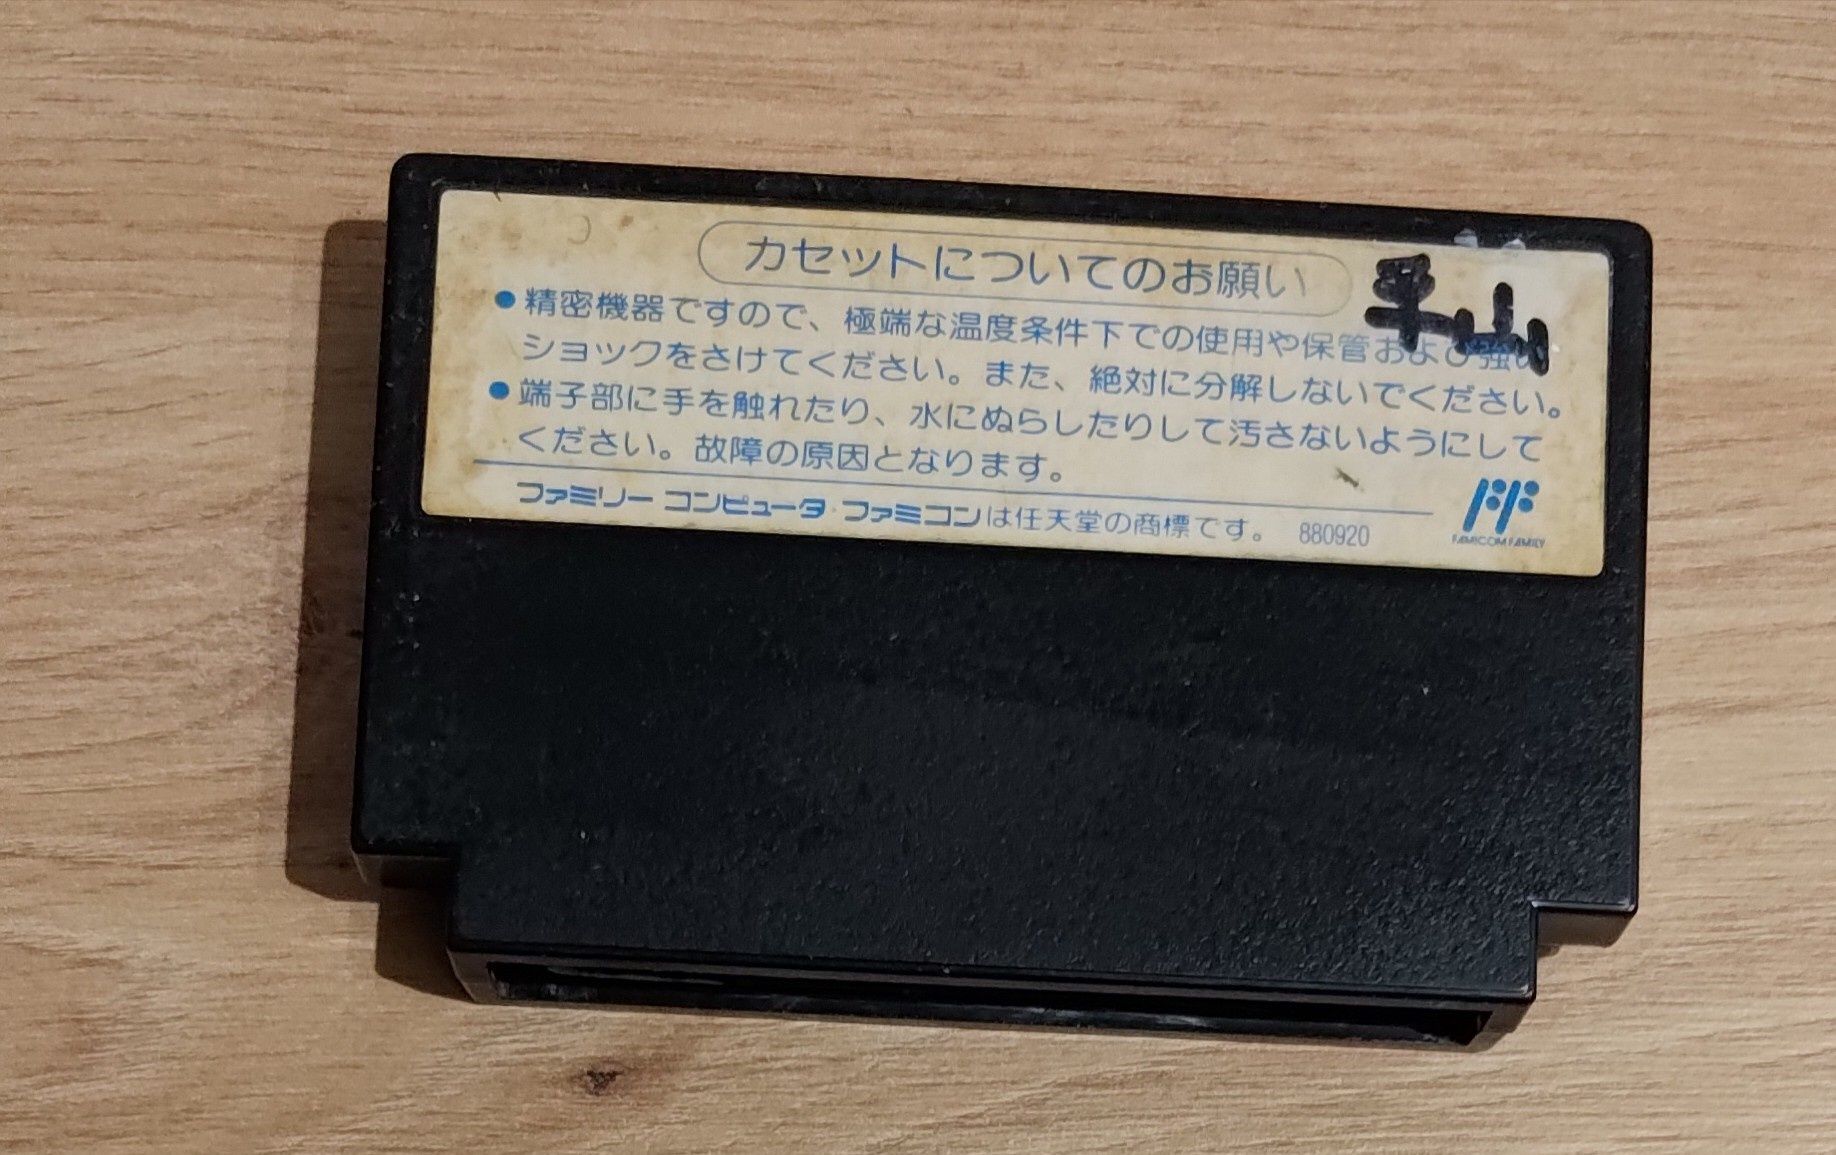 カセットについてのお願い
平山
●精密機器ですので、極端な温度条件下での使用や保管および強い
ショックをさけてください。また、絶対に分解しないでください。
●端子部に手を触れたり、水にぬらしたりして汚さないようにして
ください。故障の原因となります。
ファミリー コンピュータ・ファミコンは任天堂の商標です。 880920
FF
FAMICOM FAMILY